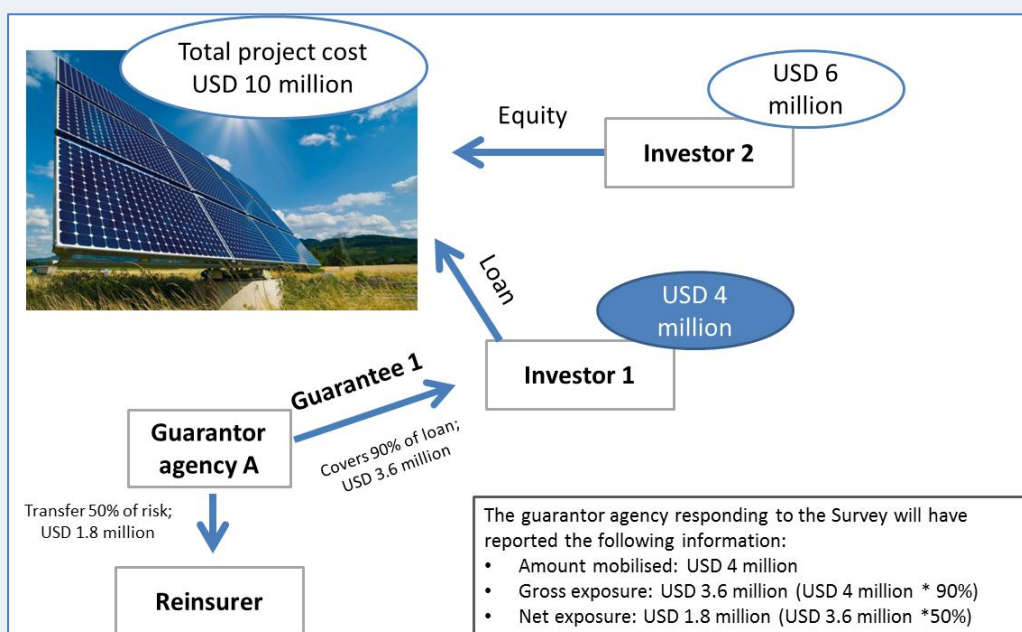 Total project cost
USD 10 million
USD 6
million
Equity
Investor 2
Loan
USD 4
million
Investor 1
Guarantee 1
Covers 90% of loan;
USD 3.6 million
Guarantor
agency A
Transfer 50% of risk;
USD 1.8 million
Reinsurer
The guarantor agency responding to the Survey will have
reported the following information:
• Amount mobilised: USD 4 million
• Gross exposure: USD 3.6 million (USD 4 million * 90%)
• Net exposure: USD 1.8 million (USD 3.6 million *50%)